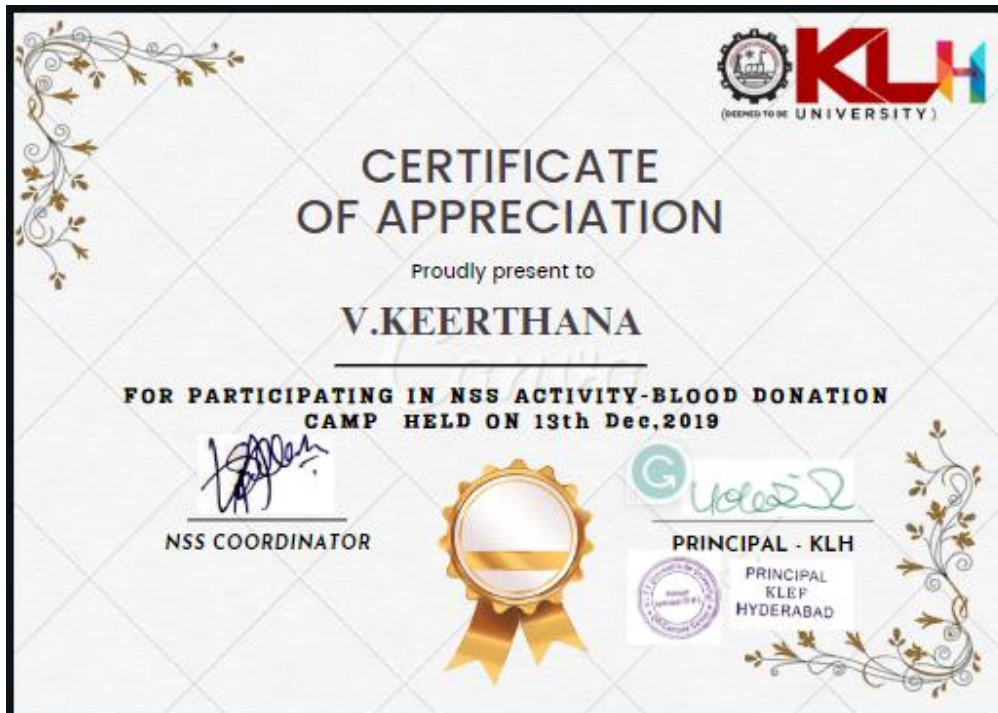 KLH
(DEEMED TO BE UNIVERSITY)
CERTIFICATE
OF APPRECIATION
Proudly present to
V.KEERTHANA
FOR PARTICIPATING IN NSS ACTIVITY-BLOOD DONATION
CAMP HELD ON 13th Dec,2019
NSS COORDINATOR
G
PRINCIPAL - KLH
PRINCIPAL
KLEF
HYDERABAD